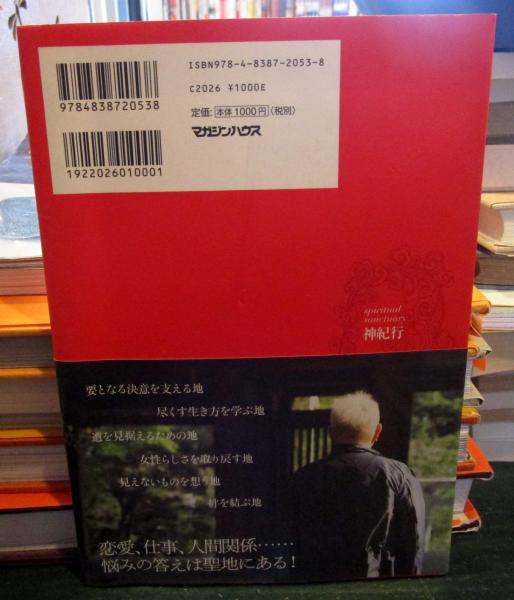 ISBN978-4-8387-2053-8
C2026 ¥1000E
定価:本体1000円(税別)
マガジンハウス
9784838720538
1922026010001
spiritual
sanctuary
神紀行
要となる決意を支える地
尽くす生き方を学ぶ地
道を見据えるための地
女性らしさを取り戻す地
見えないものを想う地
絆を結ぶ地
恋愛、仕事、人間関係……
悩みの答えは聖地にある!